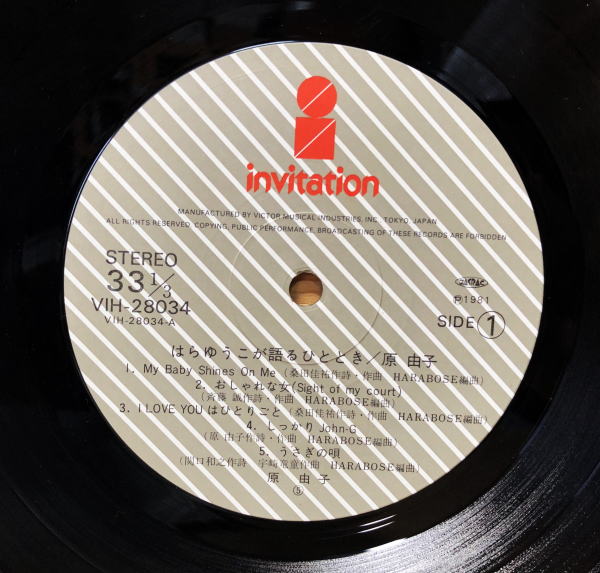 invitation
MANUFACTURED BY VICTOR MUSICAL INDUSTRIES, INC., TOKYO, JAPAN
ALL RIGHTS RESERVED, COPYING, PUBLIC PERFORMANCE, BROADCASTING OF THESE RECORDS ARE FORBIDDEN
STEREO
33 1/3
VIH-28034
VIH-28034-A
℗1981
SIDE 1
はらゆうこが語るひととき/原 由子
1. My Baby Shines On Me (桑田佳祐作詩・作曲 HARABOSE編曲)
2. おしゃれな女(Sight of my court)
(斉藤 誠作詩・作曲 HARABOSE編曲)
3. I LOVE YOU はひとりごと (桑田佳祐作詩・作曲 HARABOSE編曲)
4. しっかり John-G
(原 由子作詩・作曲 HARABOSE編曲)
5. うさぎの唄
(関口和之作詩 宇崎竜童作曲 HARABOSE編曲)
原 由 子
⑤